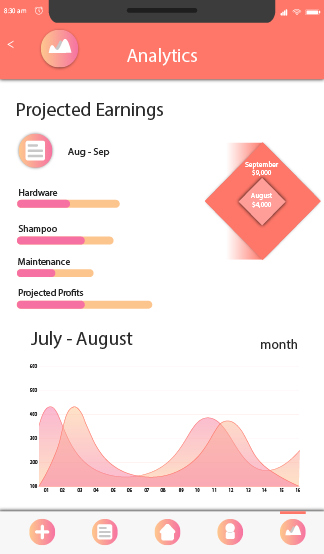 8:30 am
<
Analytics
Projected Earnings
Aug - Sep
September
$9,000
August
$4,000
Hardware
Shampoo
Maintenance
Projected Profits
July - August
month
600
500
400
300
200
100
01 02 03 04 05 06 07 08 09 10 11 12 13 14 15 16